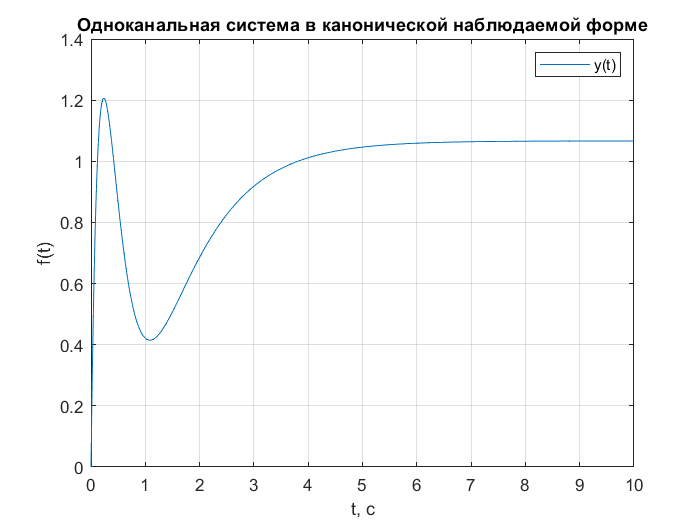 Одноканальная система в канонической наблюдаемой форме
1.4
1.2
1
0.8
0.6
0.4
0.2
0
f(t)
y(t)
0 1 2 3 4 5 6 7 8 9 10
t, с